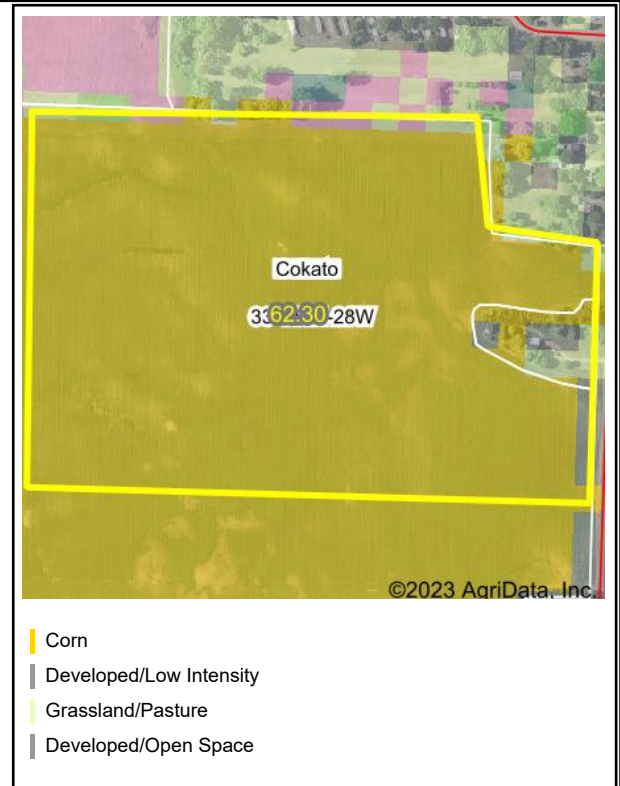 Cokato
33 62.30 -28W
©2023 AgriData, Inc.
Corn
Developed/Low Intensity
Grassland/Pasture
Developed/Open Space